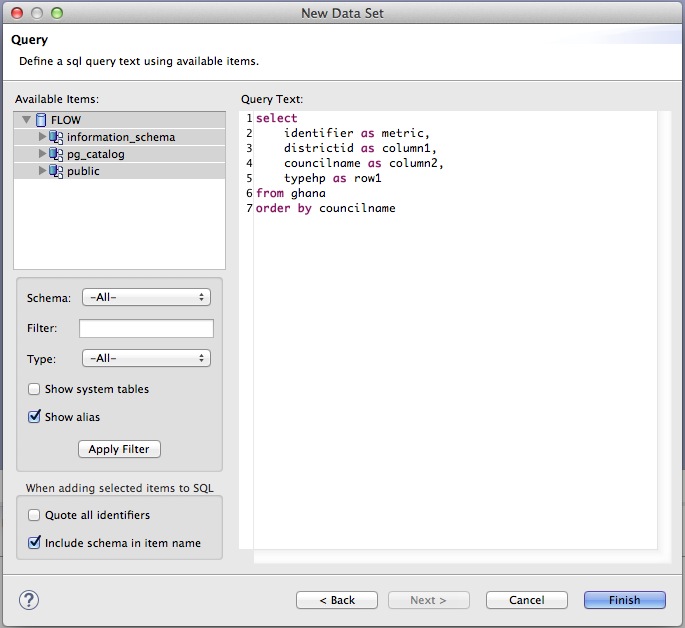 New Data Set
Query
Define a sql query text using available items.
Available Items:
FLOW
information_schema
pg_catalog
public
Schema: -All-
Filter:
Type: -All-
Show system tables
Show alias
Apply Filter
When adding selected items to SQL
Quote all identifiers
Include schema in item name
Query Text:
1 select
2 identifier as metric,
3 districtid as column1,
4 councilname as column2,
5 typehp as row1
6 from ghana
7 order by councilname
?
< Back
Next >
Cancel
Finish